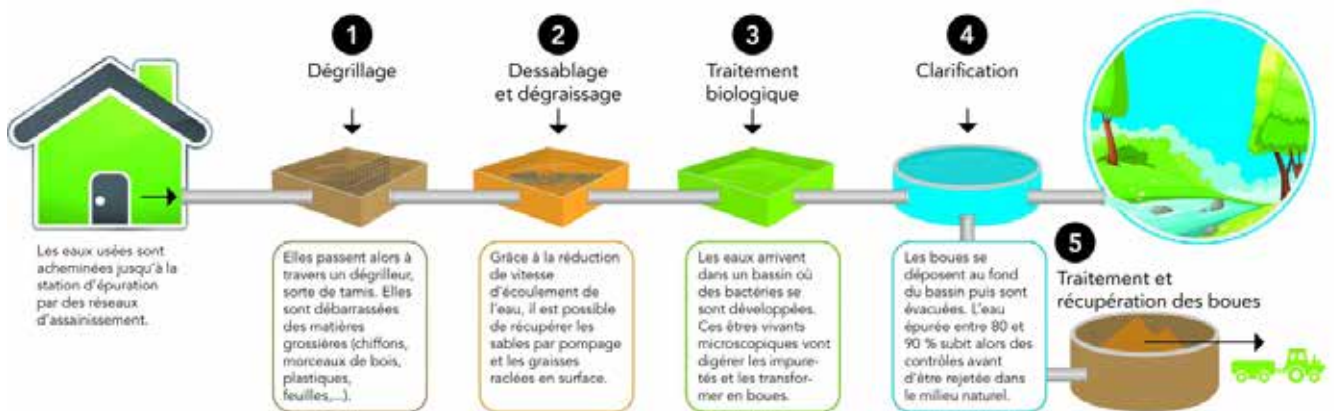 1
Dégrillage
2
Dessablage
et dégraissage
3
Traitement
biologique
4
Clarification
Les eaux usées sont
acheminées jusqu'à la
station d'épuration
par des réseaux
d'assainissement.
Elles passent alors à
travers un dégrilleur,
sorte de tamis. Elles
sont débarrassées
des matières
grossières (chiffons,
morceaux de bois,
plastiques,
feuilles,...).
Grâce à la réduction
de vitesse
d'écoulement de
l'eau, il est possible
de récupérer les
sables par pompage
et les graisses
raclées en surface.
Les eaux arrivent
dans un bassin où
des bactéries se
sont développées.
Ces êtres vivants
microscopiques vont
digérer les impure-
tés et les transfor-
mer en boues.
Les boues se
déposent au fond
du bassin puis sont
évacuées. L'eau
épurée entre 80 et
90 % subit alors des
contrôles avant
d'être rejetée dans
le milieu naturel.
5
Traitement et
récupération des boues